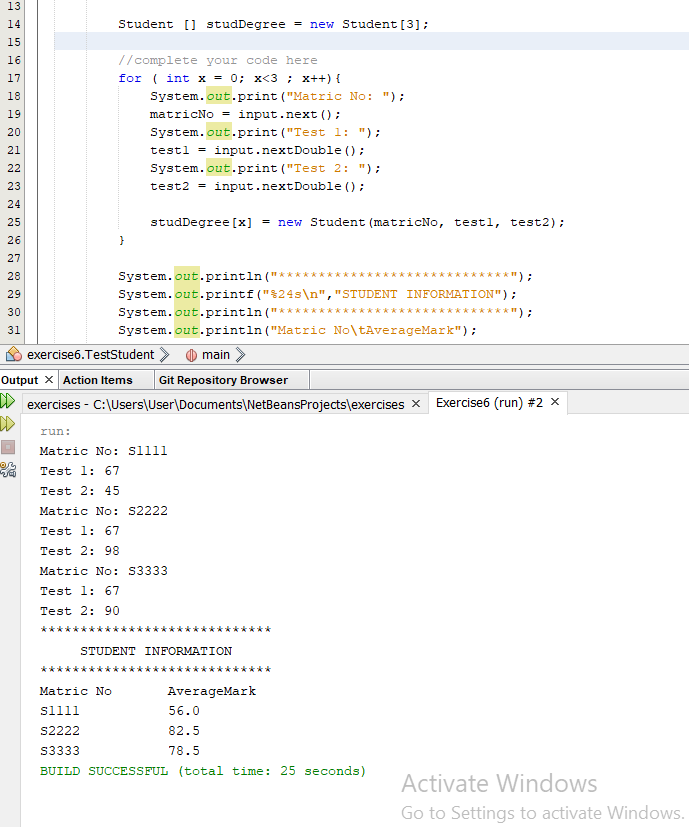 13
14 Student [] studDegree = new Student[3];
15
16 //complete your code here
17 for ( int x = 0; x<3 ; x++){
18 System.out.print("Matric No: ");
19 matricNo = input.next();
20 System.out.print("Test 1: ");
21 test1 = input.nextDouble();
22 System.out.print("Test 2: ");
23 test2 = input.nextDouble();
24
25 studDegree[x] = new Student(matricNo, test1, test2);
26 }
27
28 System.out.println("*****************************");
29 System.out.printf("%24s\n","STUDENT INFORMATION");
30 System.out.println("*****************************");
31 System.out.println("Matric No\tAverageMark");
exercise6.TestStudent main
Output × Action Items Git Repository Browser
exercises - C:\Users\User\Documents\NetBeansProjects\exercises × Exercise6 (run) #2 ×
run:
Matric No: S1111
Test 1: 67
Test 2: 45
Matric No: S2222
Test 1: 67
Test 2: 98
Matric No: S3333
Test 1: 67
Test 2: 90
*****************************
STUDENT INFORMATION
*****************************
Matric No AverageMark
S1111 56.0
S2222 82.5
S3333 78.5
BUILD SUCCESSFUL (total time: 25 seconds)
Activate Windows
Go to Settings to activate Windows.